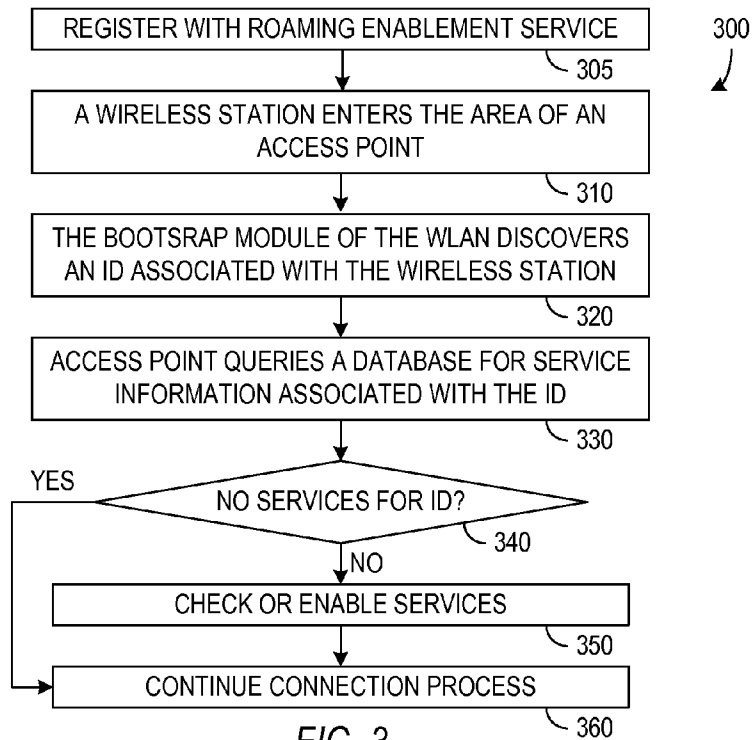 REGISTER WITH ROAMING ENABLEMENT SERVICE
300
305
A WIRELESS STATION ENTERS THE AREA OF AN
ACCESS POINT
310
THE BOOTSRAP MODULE OF THE WLAN DISCOVERS
AN ID ASSOCIATED WITH THE WIRELESS STATION
320
ACCESS POINT QUERIES A DATABASE FOR SERVICE
INFORMATION ASSOCIATED WITH THE ID
330
YES
NO SERVICES FOR ID?
340
NO
CHECK OR ENABLE SERVICES
350
CONTINUE CONNECTION PROCESS
360
FIG. 3